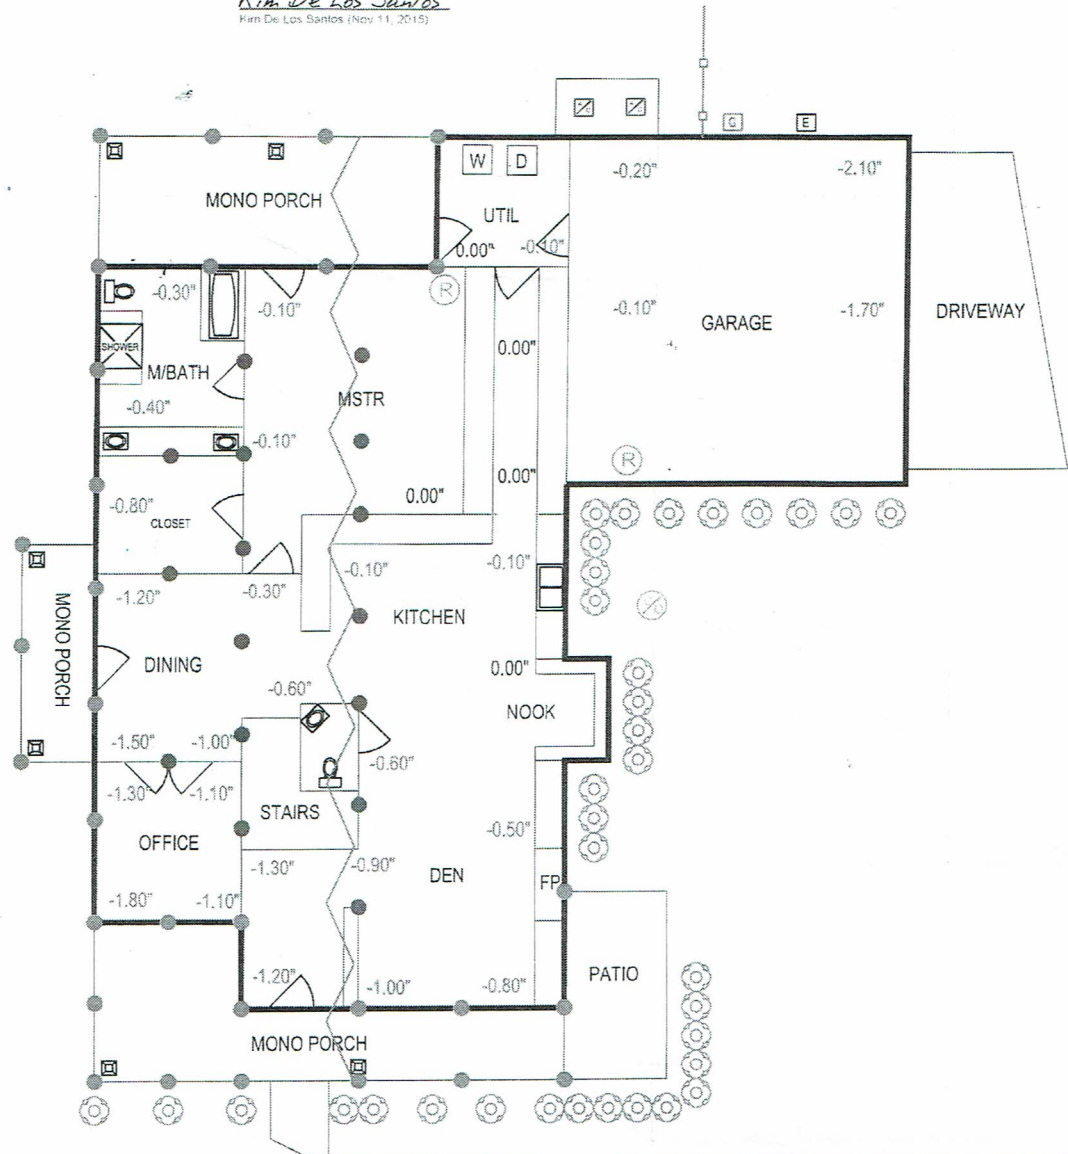 Kim De Los Santos
Kim De Los Santos (Nov 11, 2015)
G E
W D
-0.20" -2.10"
MONO PORCH
UTIL
0.00" -0.10"
-0.30" R
-0.10" -0.10" -1.70"
GARAGE DRIVEWAY
SHOWER 0.00"
M/BATH
MSTR
-0.40"
-0.10"
R
0.00"
-0.80" 0.00"
CLOSET
-0.10" -0.10"
-1.20" -0.30"
MONO PORCH
KITCHEN
DINING 0.00"
-0.60"
NOOK
-1.50" -1.00"
-0.60"
-1.30" -1.10"
STAIRS
-0.50"
OFFICE
-1.30" -0.90"
DEN FP
-1.80" -1.10"
-1.20" PATIO
-1.00" -0.80"
MONO PORCH